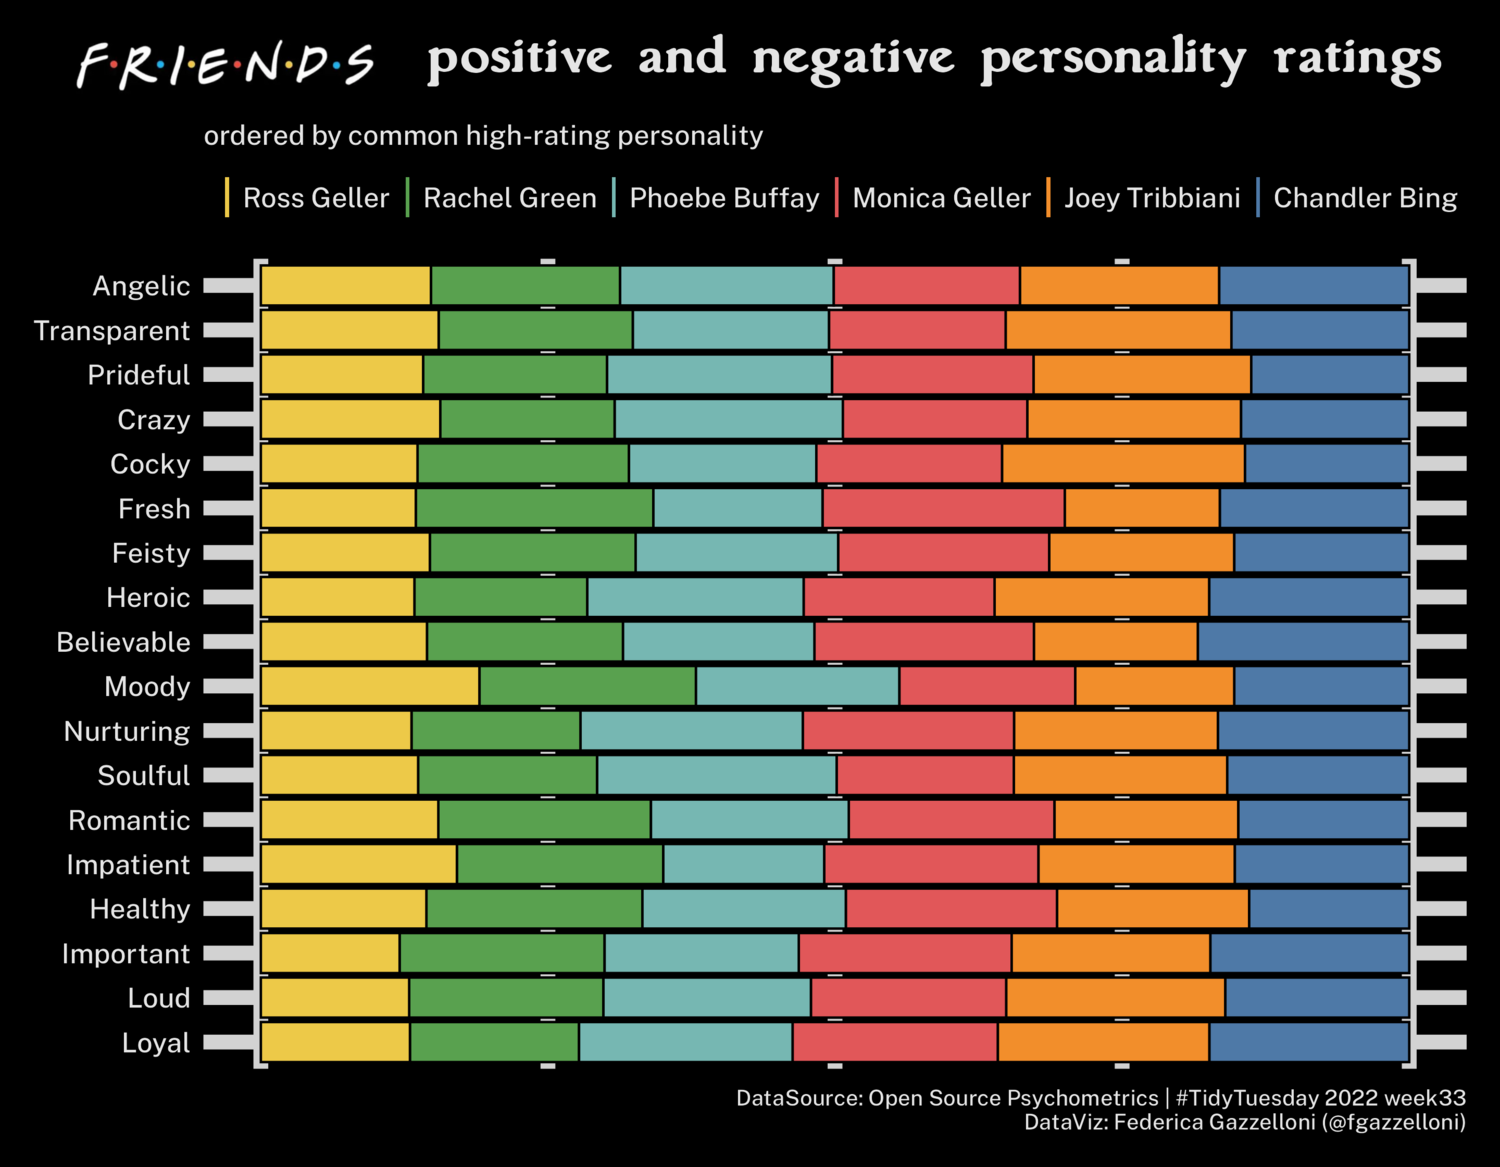 F·R·I·E·N·D·S positive and negative personality ratings
ordered by common high-rating personality
Ross Geller Rachel Green Phoebe Buffay Monica Geller Joey Tribbiani Chandler Bing
Angelic
Transparent
Prideful
Crazy
Cocky
Fresh
Feisty
Heroic
Believable
Moody
Nurturing
Soulful
Romantic
Impatient
Healthy
Important
Loud
Loyal
DataSource: Open Source Psychometrics | #TidyTuesday 2022 week33
DataViz: Federica Gazzelloni (@fgazzelloni)